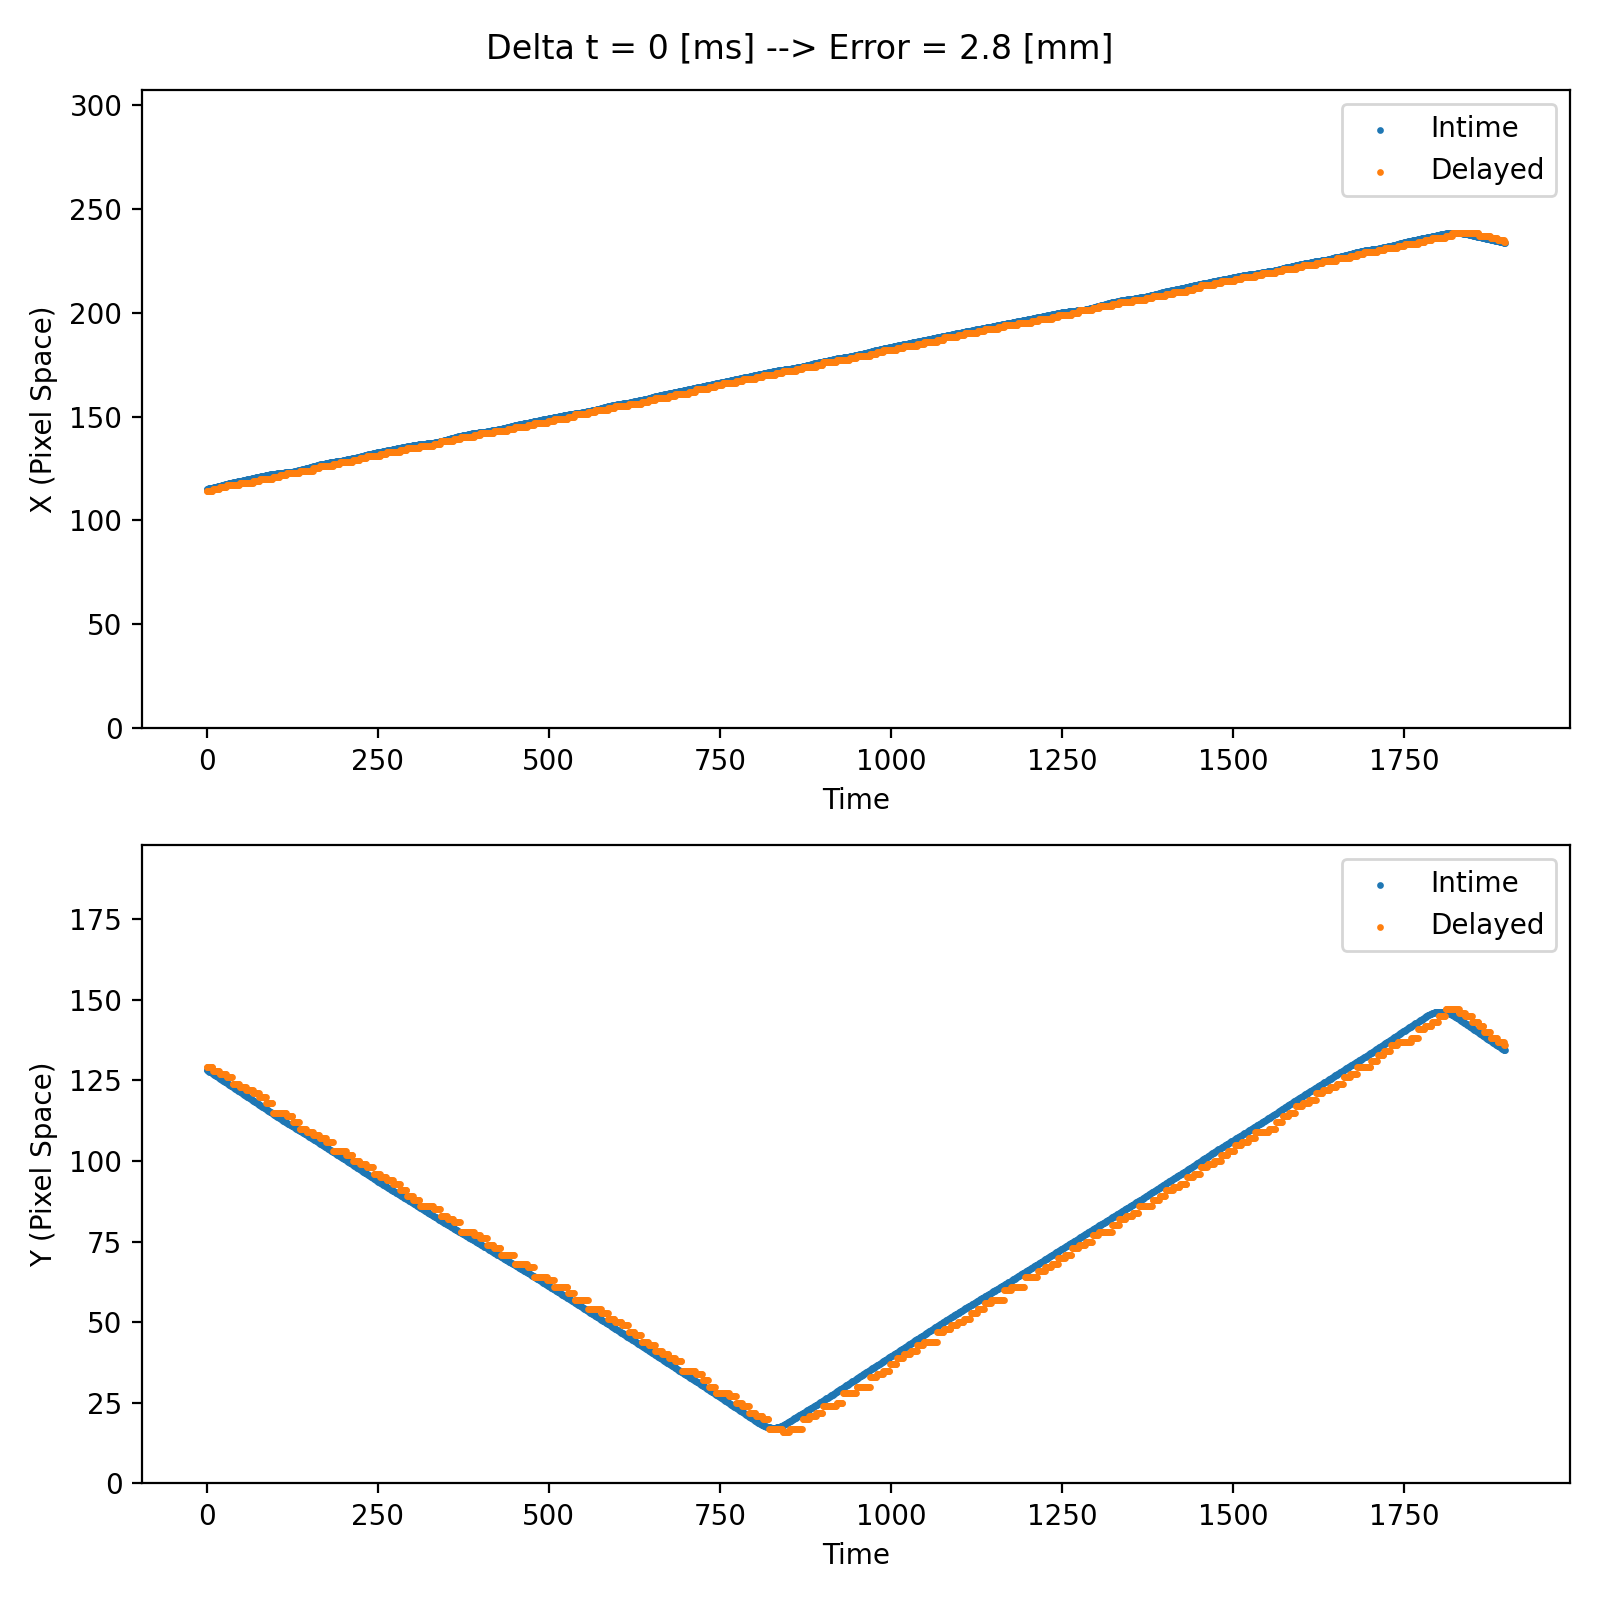 Delta t = 0 [ms] --> Error = 2.8 [mm]
300
250
200
150
100
50
0
X (Pixel Space)
Intime
Delayed
0 250 500 750 1000 1250 1500 1750
Time
175
150
125
100
75
50
25
0
Y (Pixel Space)
Intime
Delayed
0 250 500 750 1000 1250 1500 1750
Time